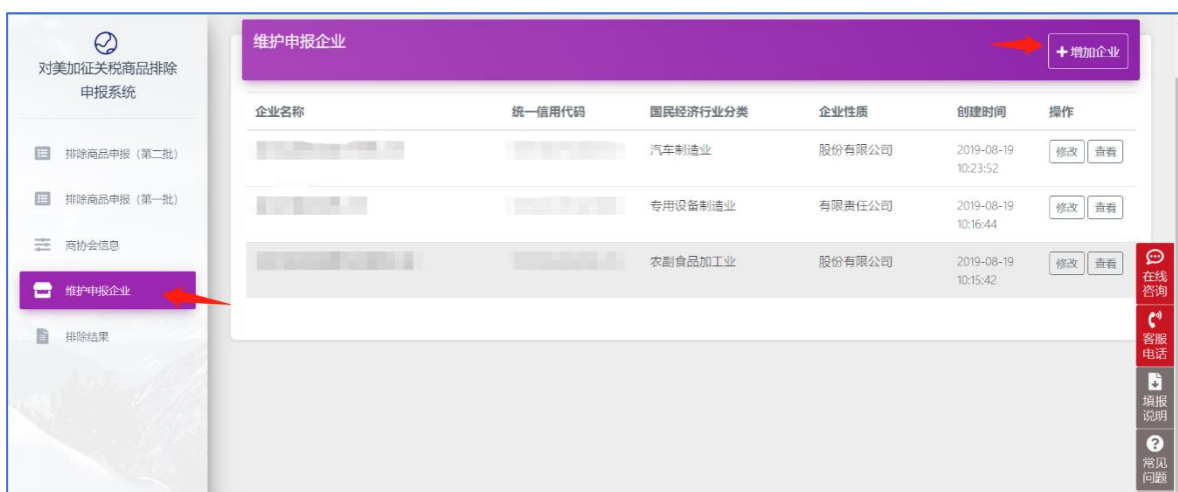 对美加征关税商品排除
申报系统
排除商品申报（第二批）
排除商品申报（第一批）
商协会信息
维护申报企业
排除结果
维护申报企业
+增加企业
企业名称 统一信用代码 国民经济行业分类 企业性质 创建时间 操作
汽车制造业 股份有限公司 2019-08-19 修改 查看
10:23:52
专用设备制造业 有限责任公司 2019-08-19 修改 查看
10:16:44
农副食品加工业 股份有限公司 2019-08-19 修改 查看
10:15:42
在线
咨询
客服
电话
填报
说明
常见
问题